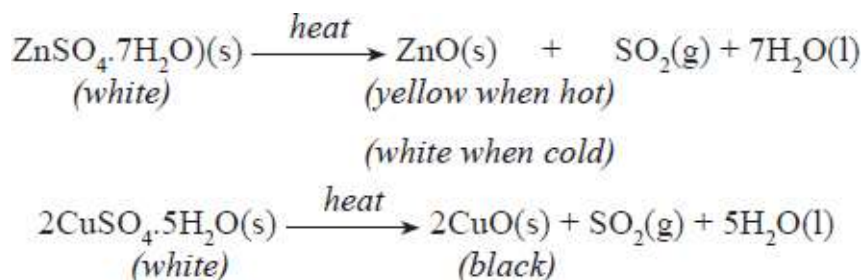 heat
ZnSO₄.7H₂O)(s) ⟶ ZnO(s) + SO₂(g) + 7H₂O(l)
(white) (yellow when hot)
(white when cold)
heat
2CuSO₄.5H₂O(s) ⟶ 2CuO(s) + SO₂(g) + 5H₂O(l)
(white) (black)